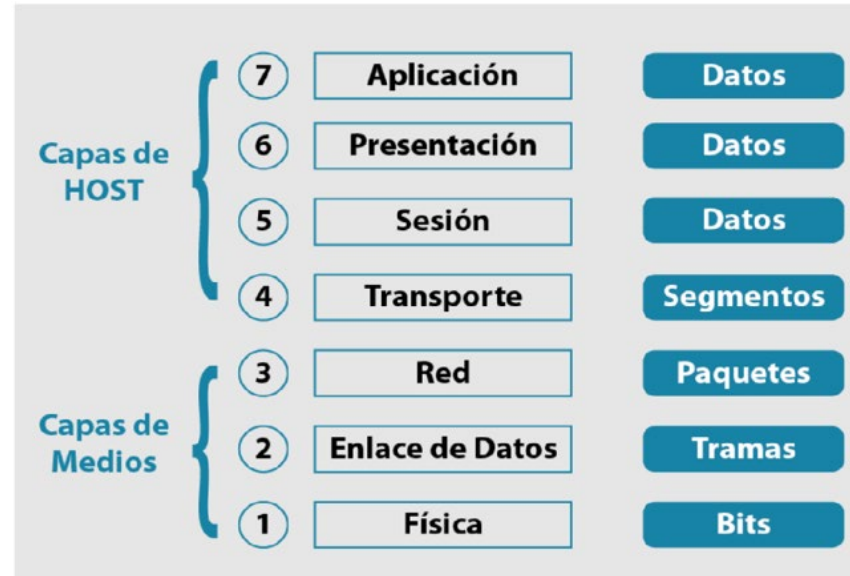 7 Aplicación Datos
Capas de
HOST
6 Presentación Datos
5 Sesión Datos
4 Transporte Segmentos
Capas de
Medios
3 Red Paquetes
2 Enlace de Datos Tramas
1 Física Bits